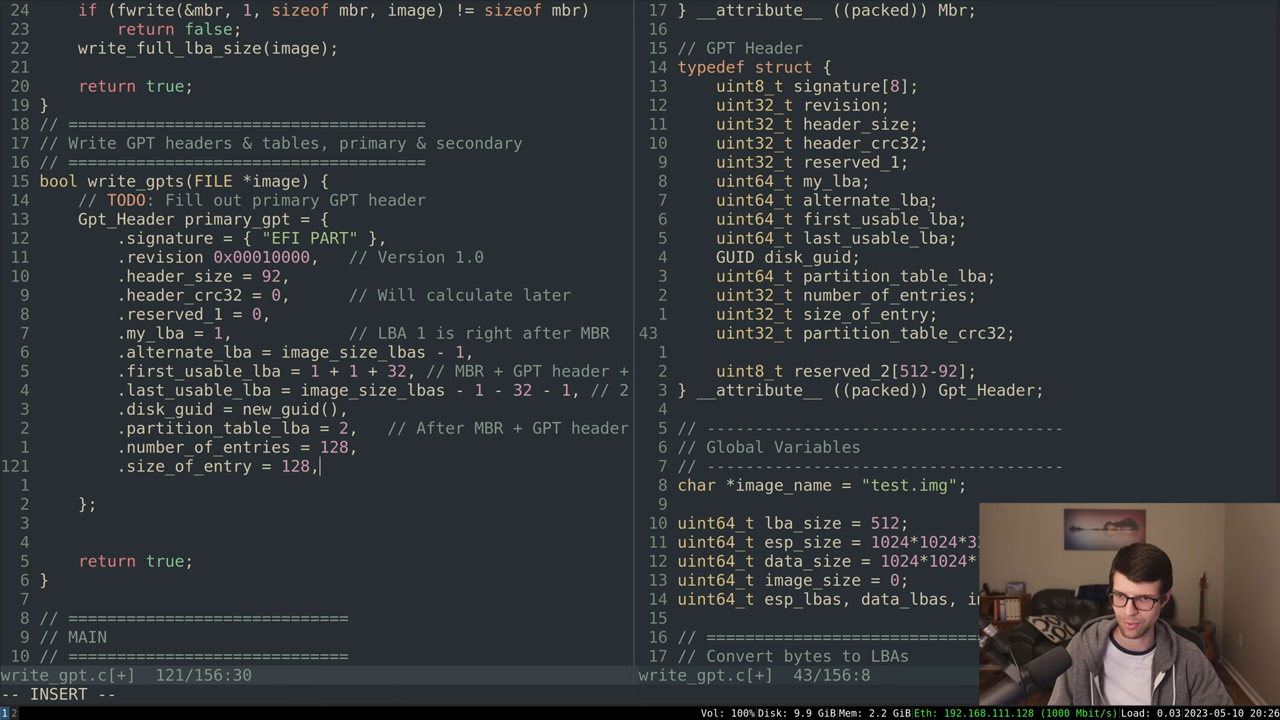 24     if (fwrite(&mbr, 1, sizeof mbr, image) != sizeof mbr)
23         return false;
22     write_full_lba_size(image);
21
20     return true;
19 }
18 // =====================================
17 // Write GPT headers & tables, primary & secondary
16 // =====================================
15 bool write_gpts(FILE *image) {
14     // TODO: Fill out primary GPT header
13     Gpt_Header primary_gpt = {
12         .signature = { "EFI PART" },
11         .revision 0x00010000,   // Version 1.0
10         .header_size = 92,
9         .header_crc32 = 0,      // Will calculate later
8         .reserved_1 = 0,
7         .my_lba = 1,            // LBA 1 is right after MBR
6         .alternate_lba = image_size_lbas - 1,
5         .first_usable_lba = 1 + 1 + 32, // MBR + GPT header +
4         .last_usable_lba = image_size_lbas - 1 - 32 - 1, // 2
3         .disk_guid = new_guid(),
2         .partition_table_lba = 2,   // After MBR + GPT header
1         .number_of_entries = 128,
121         .size_of_entry = 128,
1
2     };
3
4
5     return true;
6 }
7
8 // =============================
9 // MAIN
10 // =============================
write_gpt.c[+]  121/156:30
-- INSERT --
17 } __attribute__ ((packed)) Mbr;
16
15 // GPT Header
14 typedef struct {
13     uint8_t signature[8];
12     uint32_t revision;
11     uint32_t header_size;
10     uint32_t header_crc32;
9     uint32_t reserved_1;
8     uint64_t my_lba;
7     uint64_t alternate_lba;
6     uint64_t first_usable_lba;
5     uint64_t last_usable_lba;
4     GUID disk_guid;
3     uint64_t partition_table_lba;
2     uint32_t number_of_entries;
1     uint32_t size_of_entry;
43     uint32_t partition_table_crc32;
1
2     uint8_t reserved_2[512-92];
3 } __attribute__ ((packed)) Gpt_Header;
4
5 // -------------------------------------
6 // Global Variables
7 // -------------------------------------
8 char *image_name = "test.img";
9
10 uint64_t lba_size = 512;
11 uint64_t esp_size = 1024*1024*3
12 uint64_t data_size = 1024*1024*
13 uint64_t image_size = 0;
14 uint64_t esp_lbas, data_lbas, i
15
16 // ============================
17 // Convert bytes to LBAs
write_gpt.c[+]  43/156:8
1 2 Vol: 100% Disk: 9.9 GiB Mem: 2.2 GiB Eth: 192.168.111.128 (1000 Mbit/s) Load: 0.03 2023-05-10 20:26